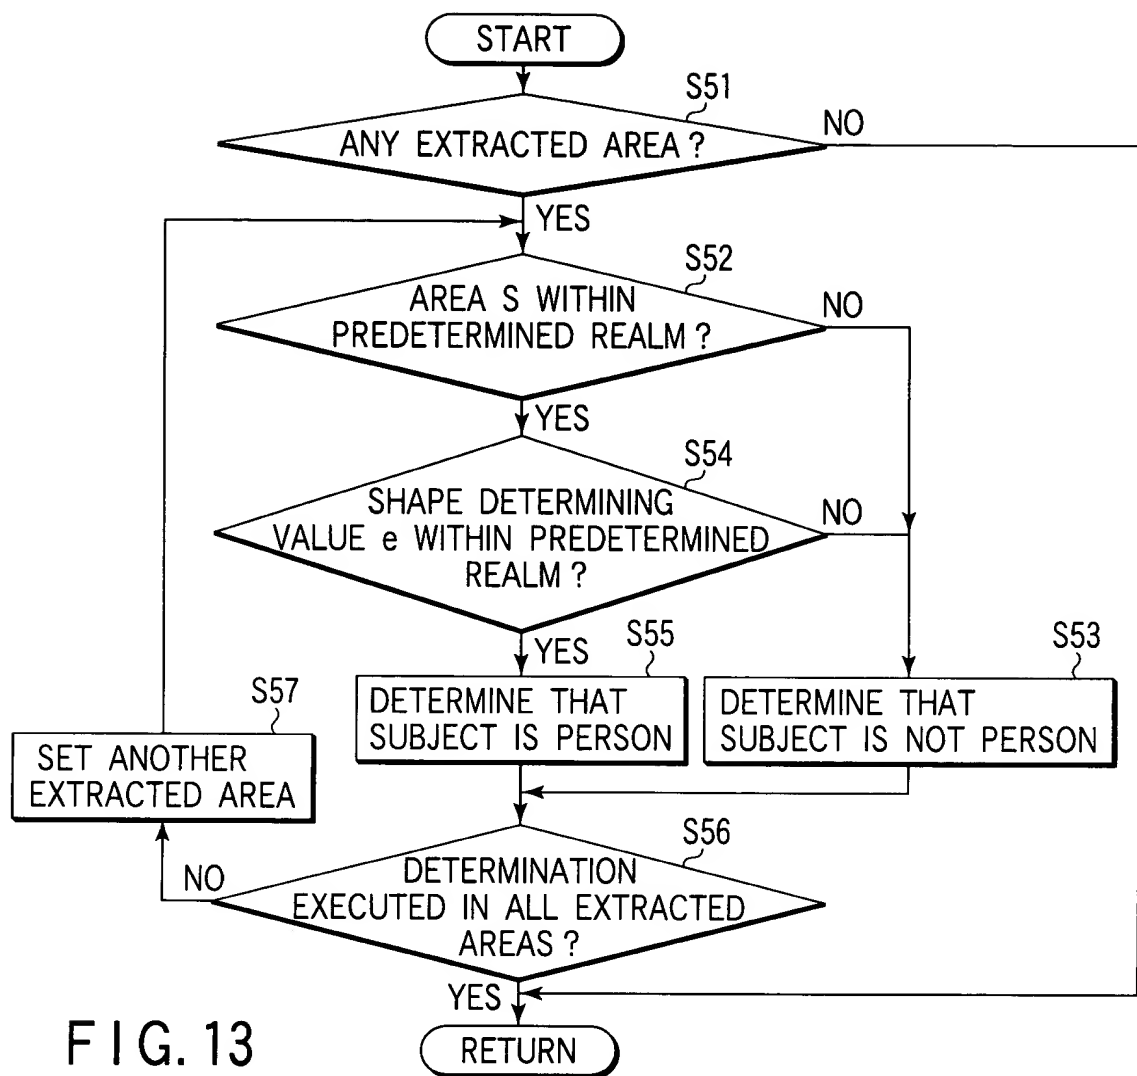 START
S51
ANY EXTRACTED AREA?
NO
YES
S52
AREA S WITHIN
PREDETERMINED REALM?
NO
YES
S54
SHAPE DETERMINING
VALUE e WITHIN PREDETERMINED
REALM?
NO
YES
S55
DETERMINE THAT
SUBJECT IS PERSON
S53
DETERMINE THAT
SUBJECT IS NOT PERSON
S57
SET ANOTHER
EXTRACTED AREA
S56
DETERMINATION
EXECUTED IN ALL EXTRACTED
AREAS?
NO
YES
RETURN
FIG. 13